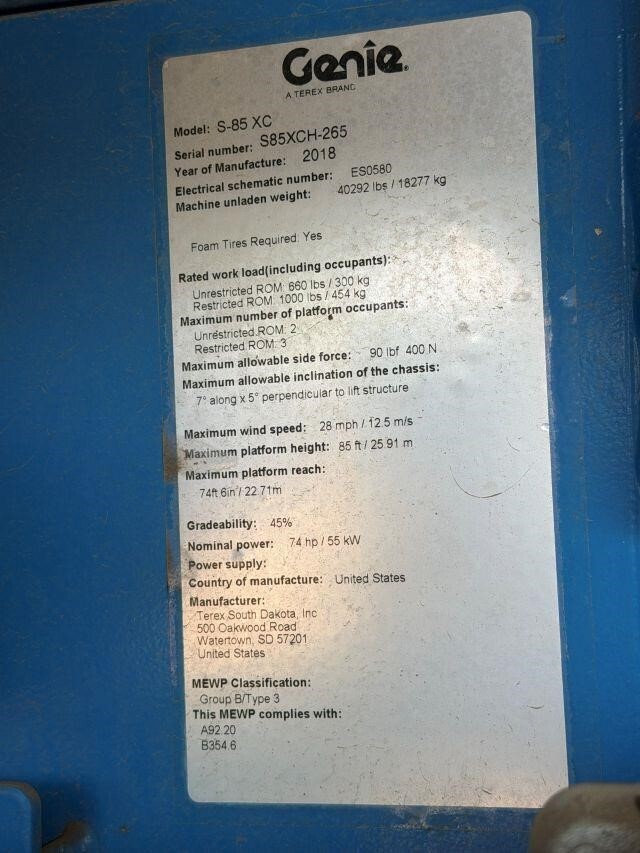 Genie
A TEREX BRAND
Model: S-85 XC
Serial number: S85XCH-265
Year of Manufacture: 2018
Electrical schematic number: ES0580
Machine unladen weight: 40292 lbs / 18277 kg
Foam Tires Required: Yes
Rated work load(including occupants):
Unrestricted ROM: 660 lbs / 300 kg
Restricted ROM: 1000 lbs / 454 kg
Maximum number of platform occupants:
Unrestricted ROM: 2
Restricted ROM: 3
Maximum allowable side force: 90 lbf 400 N
Maximum allowable inclination of the chassis:
7° along x 5° perpendicular to lift structure
Maximum wind speed: 28 mph / 12.5 m/s
Maximum platform height: 85 ft / 25.91 m
Maximum platform reach:
74ft 6in / 22.71m
Gradeability: 45%
Nominal power: 74 hp / 55 kW
Power supply:
Country of manufacture: United States
Manufacturer:
Terex South Dakota, Inc
500 Oakwood Road
Watertown, SD 57201
United States
MEWP Classification:
Group B/Type 3
This MEWP complies with:
A92.20
B354.6